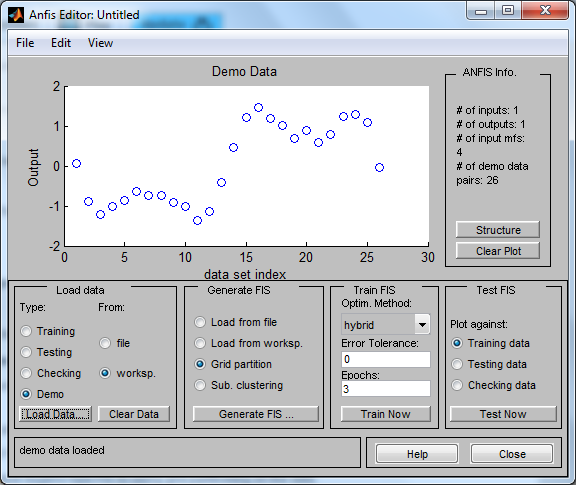 Anfis Editor: Untitled
File Edit View
Demo Data
2
1
0
-1
-2
Output
0 5 10 15 20 25 30
data set index
ANFIS Info.
# of inputs: 1
# of outputs: 1
# of input mfs:
4
# of demo data
pairs: 26
Structure
Clear Plot
Load data
Type: From:
Training
Testing
Checking
Demo
file
worksp.
Load Data Clear Data
Generate FIS
Load from file
Load from worksp.
Grid partition
Sub. clustering
Generate FIS ...
Train FIS
Optim. Method:
hybrid
Error Tolerance:
0
Epochs:
3
Train Now
Test FIS
Plot against:
Training data
Testing data
Checking data
Test Now
demo data loaded
Help Close